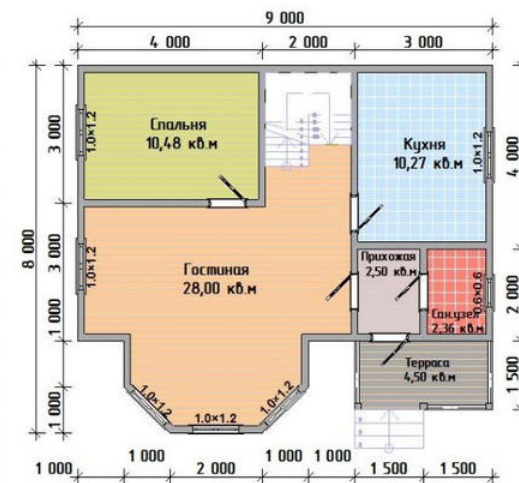 9 000
4 000
2 000
3 000
8 000
3 000
3 000
1 000
1 000
1.0×1.2
1.0×1.2
Спальня
10,48 кв.м
Кухня
10,27 кв.м
1.0×1.2
4 000
Гостиная
28,00 кв.м
Прихожая
2,50 кв.м
0.6×0.6
Сан.узел
2,36 кв.м
2 000
Терраса
4,50 кв.м
1 500
1.0×1.2
1.0×1.2
1.0×1.2
1 000
1 000
2 000
1 000
1 000
1 500
1 500